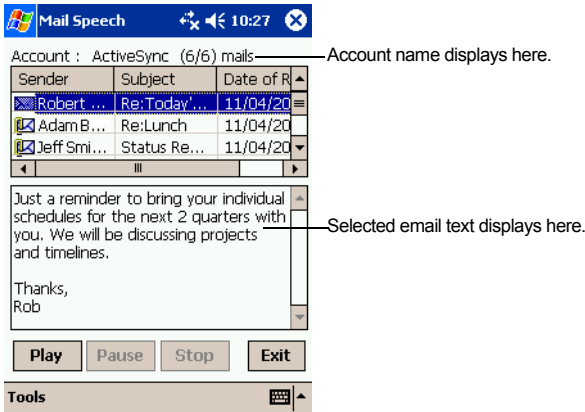 Mail Speech 10:27
Account : ActiveSync (6/6) mails
Account name displays here.
Sender Subject Date of R
Robert ... Re:Today'... 11/04/20
Adam B... Re:Lunch 11/04/20
Jeff Smi... Status Re... 11/04/20
Just a reminder to bring your individual
schedules for the next 2 quarters with
you. We will be discussing projects
and timelines.
Selected email text displays here.
Thanks,
Rob
Play Pause Stop Exit
Tools